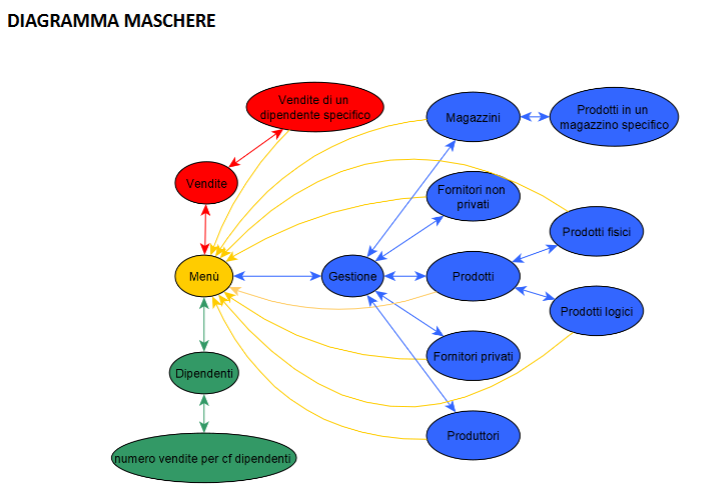 DIAGRAMMA MASCHERE
Vendite di un
dipendente specifico
Magazzini
Prodotti in un
magazzino specifico
Vendite
Fornitori non
privati
Prodotti fisici
Menù
Gestione
Prodotti
Prodotti logici
Dipendenti
Fornitori privati
Produttori
numero vendite per cf dipendenti